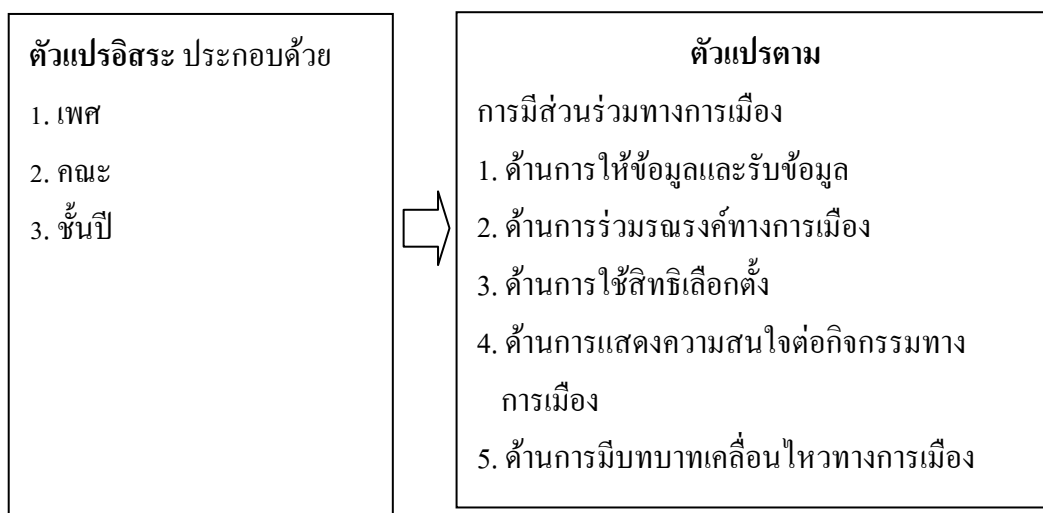 ตัวแปรอิสระ ประกอบด้วย
1. เพศ
2. คณะ
3. ชั้นปี
ตัวแปรตาม
การมีส่วนร่วมทางการเมือง
1. ด้านการให้ข้อมูลและรับข้อมูล
2. ด้านการร่วมรณรงค์ทางการเมือง
3. ด้านการใช้สิทธิเลือกตั้ง
4. ด้านการแสดงความสนใจต่อกิจกรรมทาง
การเมือง
5. ด้านการมีบทบาทเคลื่อนไหวทางการเมือง